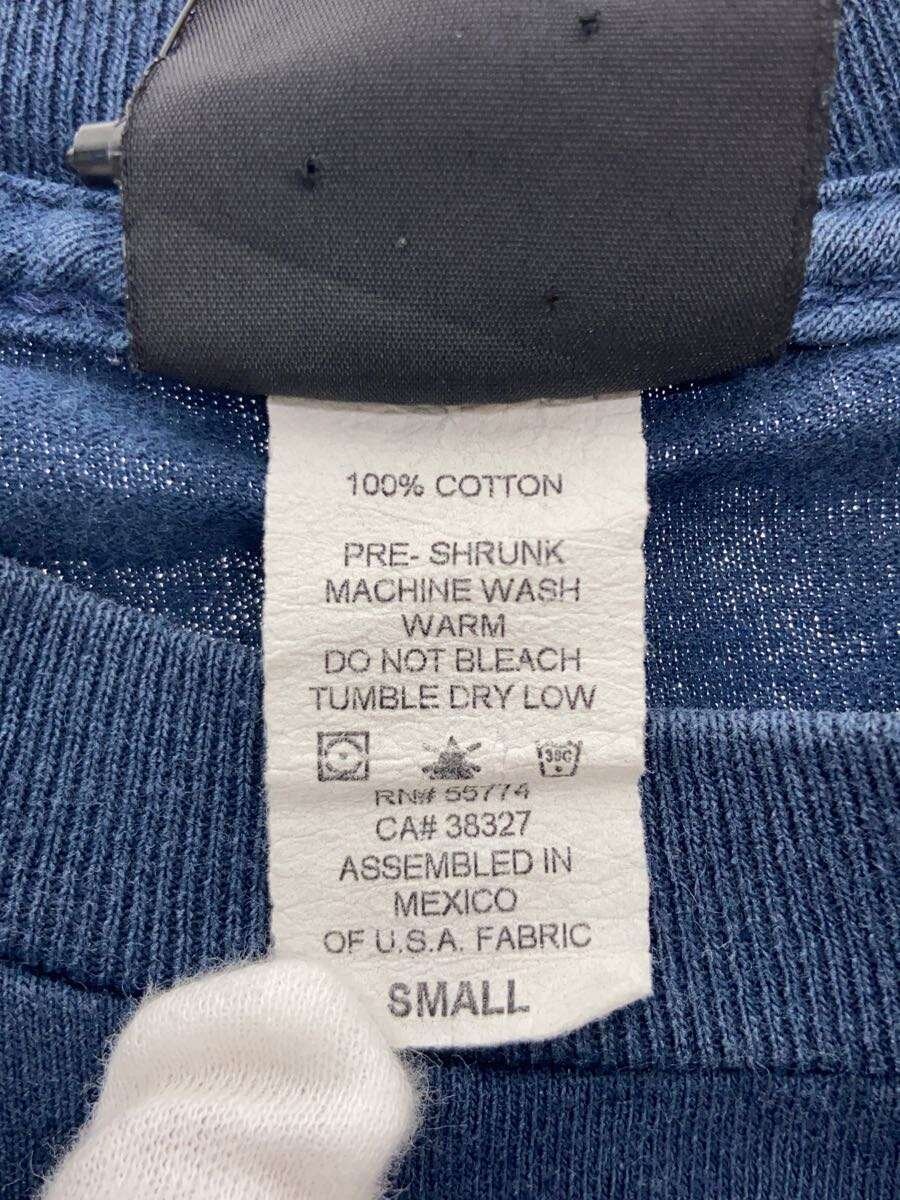 100% COTTON
PRE- SHRUNK
MACHINE WASH
WARM
DO NOT BLEACH
TUMBLE DRY LOW
RN# 55774
CA# 38327
ASSEMBLED IN
MEXICO
OF U.S.A. FABRIC
SMALL